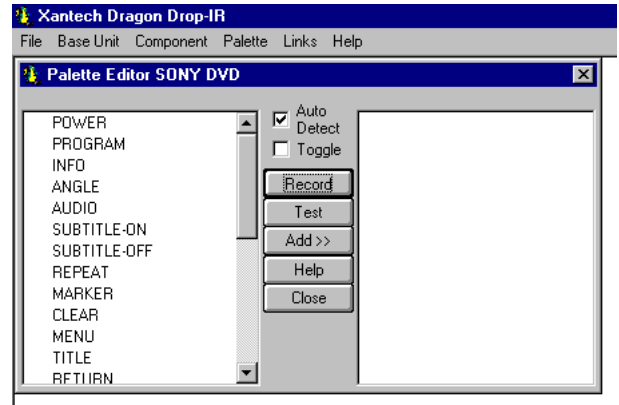 Xantech Dragon Drop-IR
File Base Unit Component Palette Links Help
Palette Editor SONY DVD
POWER
PROGRAM
INFO
ANGLE
AUDIO
SUBTITLE-ON
SUBTITLE-OFF
REPEAT
MARKER
CLEAR
MENU
TITLE
RETURN
Auto
Detect
Toggle
Record
Test
Add >>
Help
Close